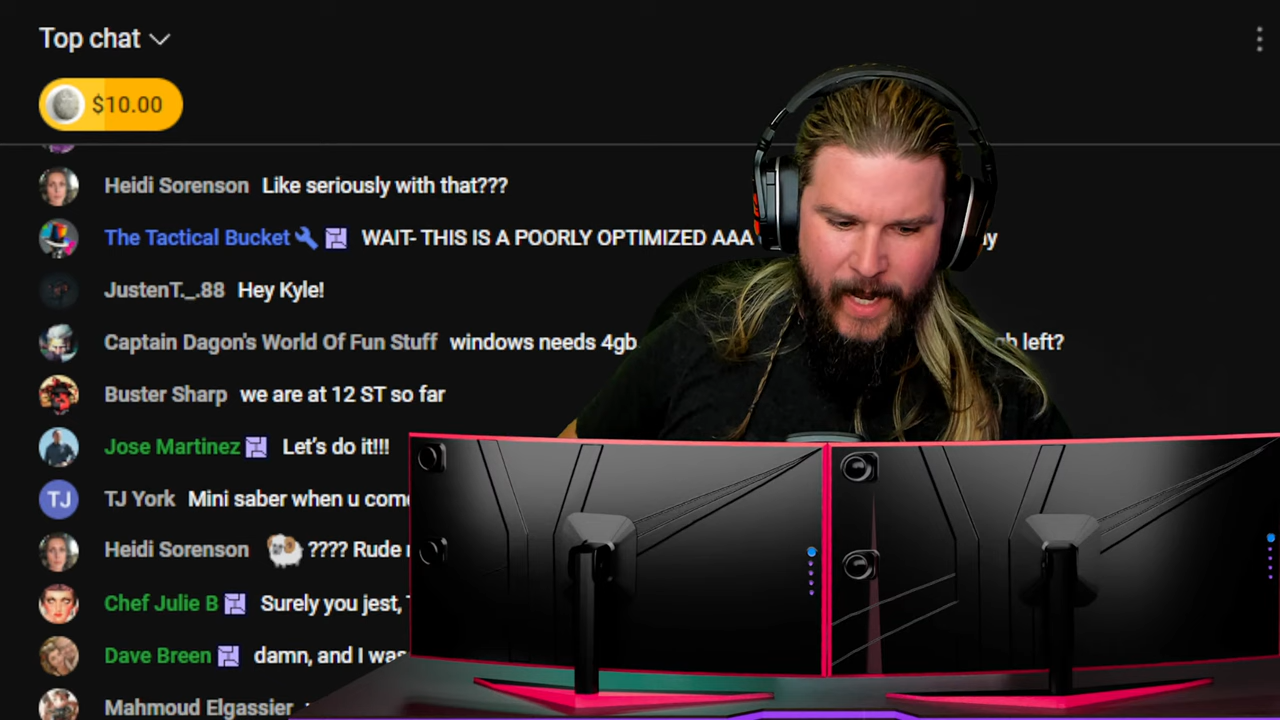 Top chat
$10.00
Heidi Sorenson Like seriously with that???
The Tactical Bucket WAIT- THIS IS A POORLY OPTIMIZED AAA
JustenT._.88 Hey Kyle!
Captain Dagon's World Of Fun Stuff windows needs 4gb left?
Buster Sharp we are at 12 ST so far
Jose Martinez Let's do it!!!
TJ TJ York Mini saber when u
Heidi Sorenson ???? Rude
Chef Julie B Surely you jest,
Dave Breen damn, and I was
Mahmoud Elgassier